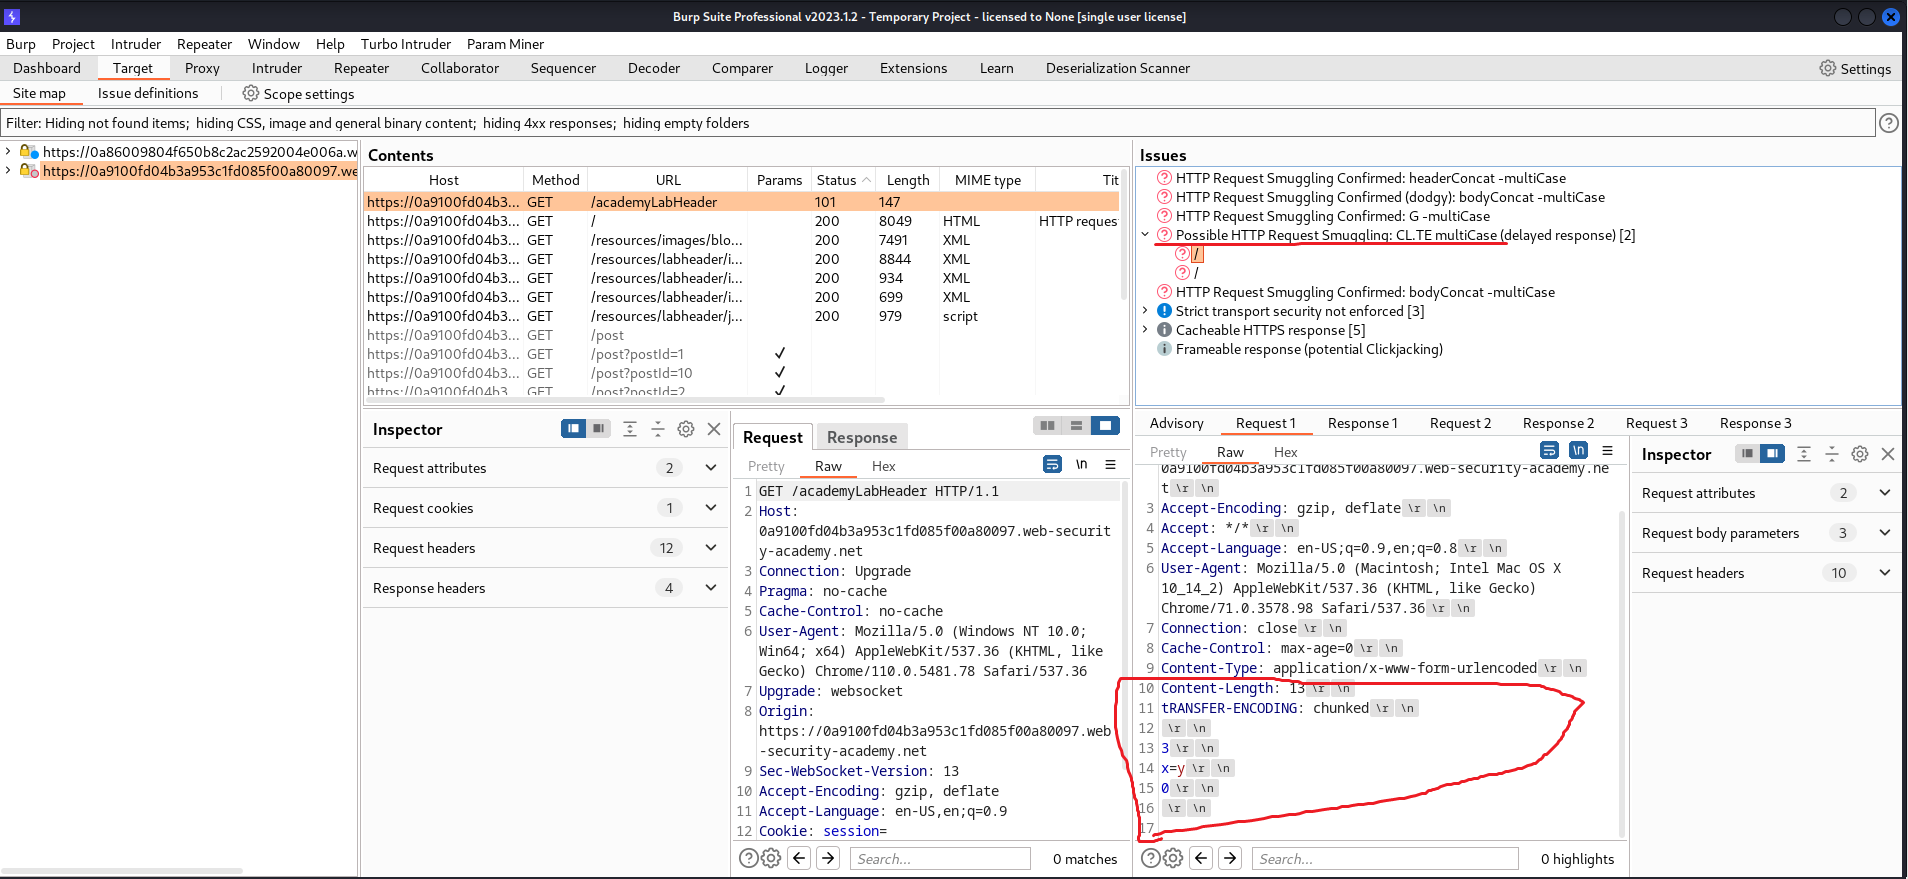 Burp Suite Professional v2023.1.2 - Temporary Project - licensed to None [single user license]
Burp Project Intruder Repeater Window Help Turbo Intruder Param Miner
Dashboard Target Proxy Intruder Repeater Collaborator Sequencer Decoder Comparer Logger Extensions Learn Deserialization Scanner Settings
Site map Issue definitions Scope settings
Filter: Hiding not found items; hiding CSS, image and general binary content; hiding 4xx responses; hiding empty folders
https://0a86009804f650b8c2ac2592004e006a.w
https://0a9100fd04b3a953c1fd085f00a80097.we
Contents
Host Method URL Params Status Length MIME type Tit
https://0a9100fd04b3... GET /academyLabHeader 101 147
https://0a9100fd04b3... GET / 200 8049 HTML HTTP reques
https://0a9100fd04b3... GET /resources/images/blo... 200 7491 XML
https://0a9100fd04b3... GET /resources/labheader/i... 200 8844 XML
https://0a9100fd04b3... GET /resources/labheader/i... 200 934 XML
https://0a9100fd04b3... GET /resources/labheader/i... 200 699 XML
https://0a9100fd04b3... GET /resources/labheader/j... 200 979 script
https://0a9100fd04b3... GET /post
https://0a9100fd04b3... GET /post?postId=1 ✓
https://0a9100fd04b3... GET /post?postId=10 ✓
https://0a9100fd04b3... GET /post?postId=2 ✓
Issues
HTTP Request Smuggling Confirmed: headerConcat -multiCase
HTTP Request Smuggling Confirmed (dodgy): bodyConcat -multiCase
HTTP Request Smuggling Confirmed: G -multiCase
Possible HTTP Request Smuggling: CL.TE multiCase (delayed response) [2]
/
/
HTTP Request Smuggling Confirmed: bodyConcat -multiCase
Strict transport security not enforced [3]
Cacheable HTTPS response [5]
Frameable response (potential Clickjacking)
Inspector
Request attributes 2
Request cookies 1
Request headers 12
Response headers 4
Request Response
Pretty Raw Hex \n
1 GET /academyLabHeader HTTP/1.1
2 Host:
0a9100fd04b3a953c1fd085f00a80097.web-securit
y-academy.net
3 Connection: Upgrade
4 Pragma: no-cache
5 Cache-Control: no-cache
6 User-Agent: Mozilla/5.0 (Windows NT 10.0;
Win64; x64) AppleWebKit/537.36 (KHTML, like
Gecko) Chrome/110.0.5481.78 Safari/537.36
7 Upgrade: websocket
8 Origin:
https://0a9100fd04b3a953c1fd085f00a80097.web
-security-academy.net
9 Sec-WebSocket-Version: 13
10 Accept-Encoding: gzip, deflate
11 Accept-Language: en-US,en;q=0.9
12 Cookie: session=
Search... 0 matches
Advisory Request 1 Response 1 Request 2 Response 2 Request 3 Response 3
Pretty Raw Hex \n
0a9100fd04b3a953c1fd085f00a80097.web-security-academy.ne
t \r \n
3 Accept-Encoding: gzip, deflate \r \n
4 Accept: */* \r \n
5 Accept-Language: en-US;q=0.9,en;q=0.8 \r \n
6 User-Agent: Mozilla/5.0 (Macintosh; Intel Mac OS X
10_14_2) AppleWebKit/537.36 (KHTML, like Gecko)
Chrome/71.0.3578.98 Safari/537.36 \r \n
7 Connection: close \r \n
8 Cache-Control: max-age=0 \r \n
9 Content-Type: application/x-www-form-urlencoded \r \n
10 Content-Length: 13 \r \n
11 tRANSFER-ENCODING: chunked \r \n
12 \r \n
13 3 \r \n
14 x=y \r \n
15 0 \r \n
16 \r \n
17
Search... 0 highlights
Inspector
Request attributes 2
Request body parameters 3
Request headers 10